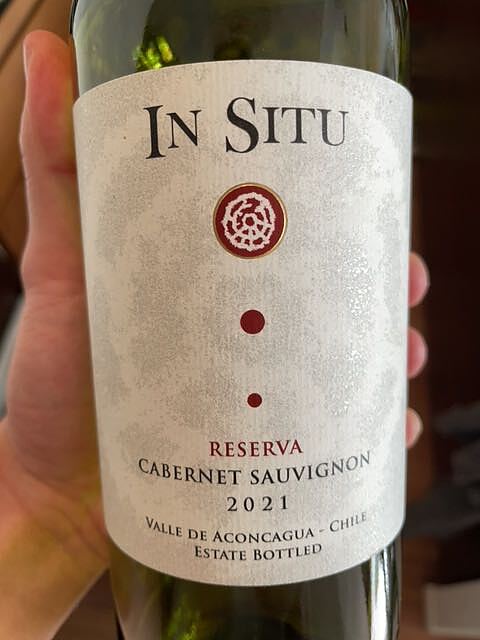 IN SITU
RESERVA
CABERNET SAUVIGNON
2021
VALLE DE ACONCAGUA - CHILE
ESTATE BOTTLED